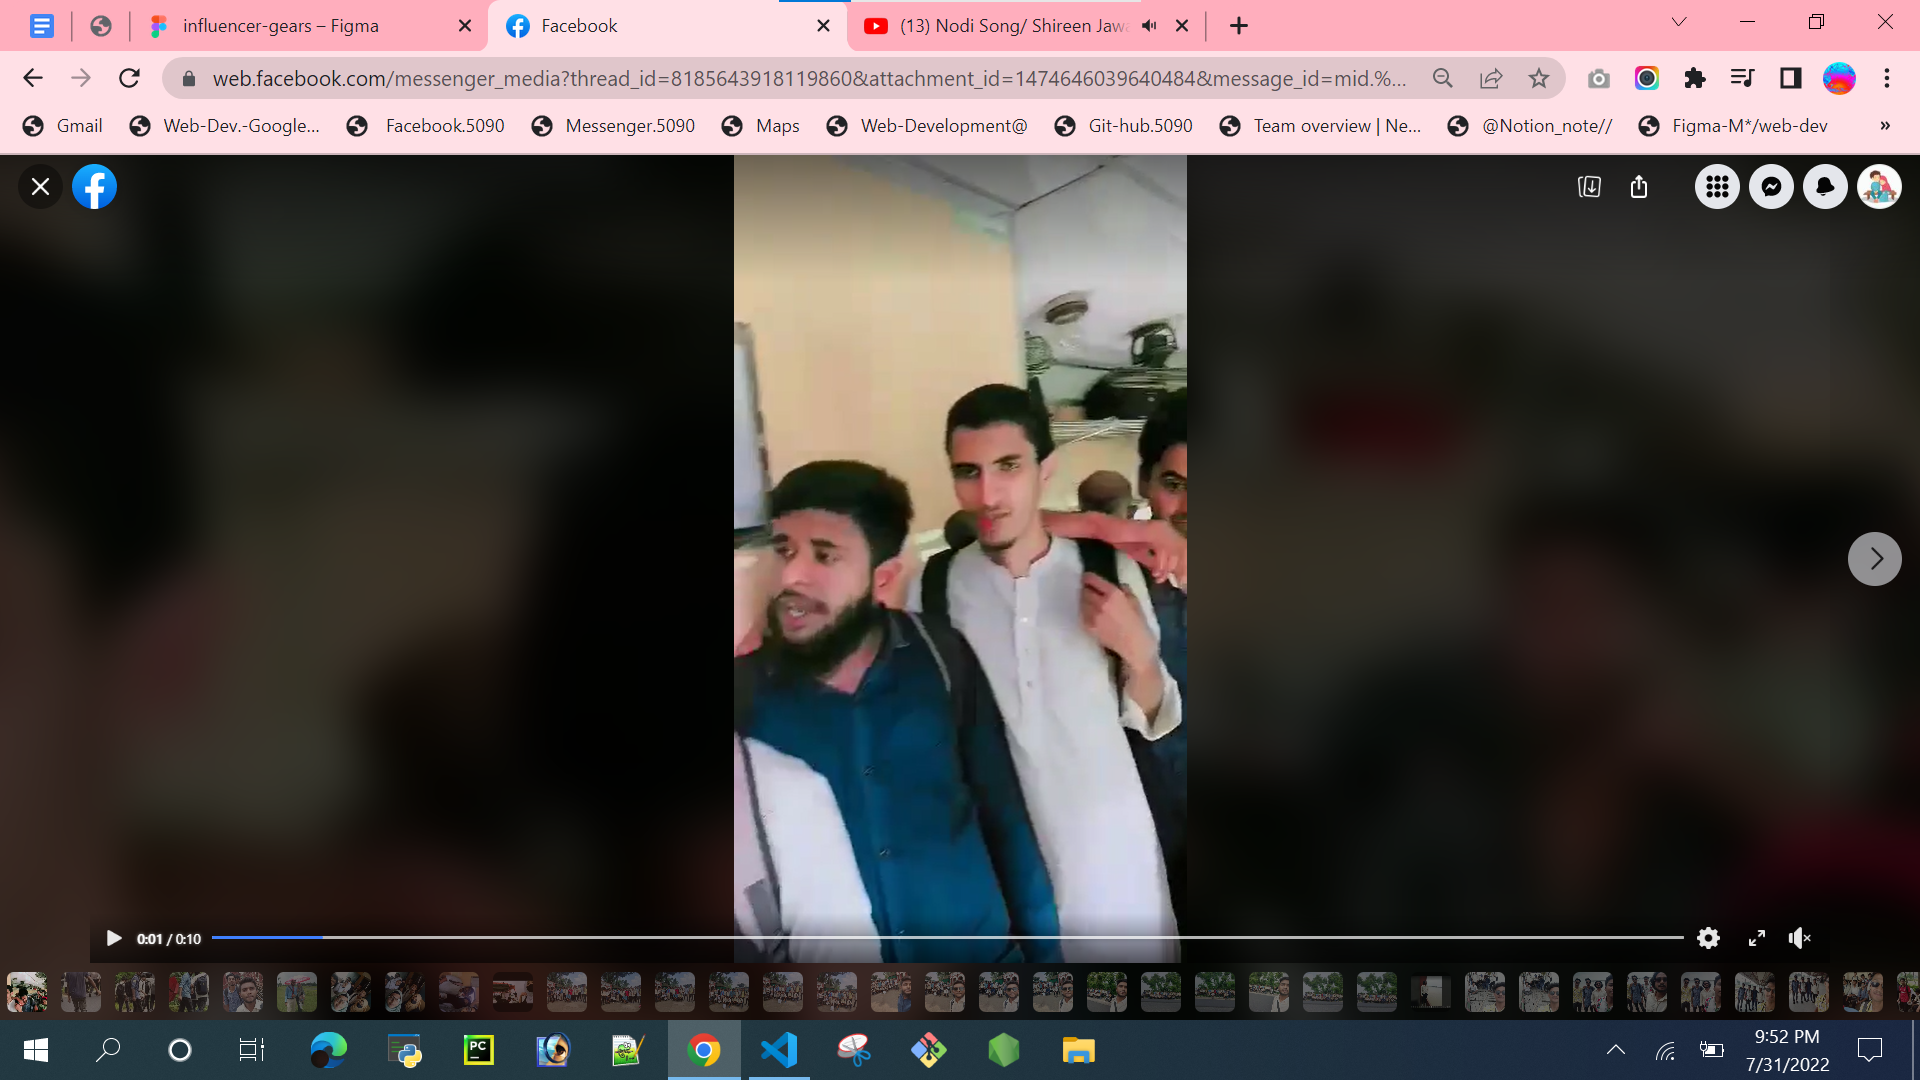 influencer-gears – Figma
Facebook
(13) Nodi Song/ Shireen Jawa
web.facebook.com/messenger_media?thread_id=8185643918119860&attachment_id=1474646039640484&message_id=mid.%...
Gmail
Web-Dev.-Google...
Facebook.5090
Messenger.5090
Maps
Web-Development@
Git-hub.5090
Team overview | Ne...
@Notion_note//
Figma-M*/web-dev
»
0:01 / 0:10
PC
9:52 PM
7/31/2022